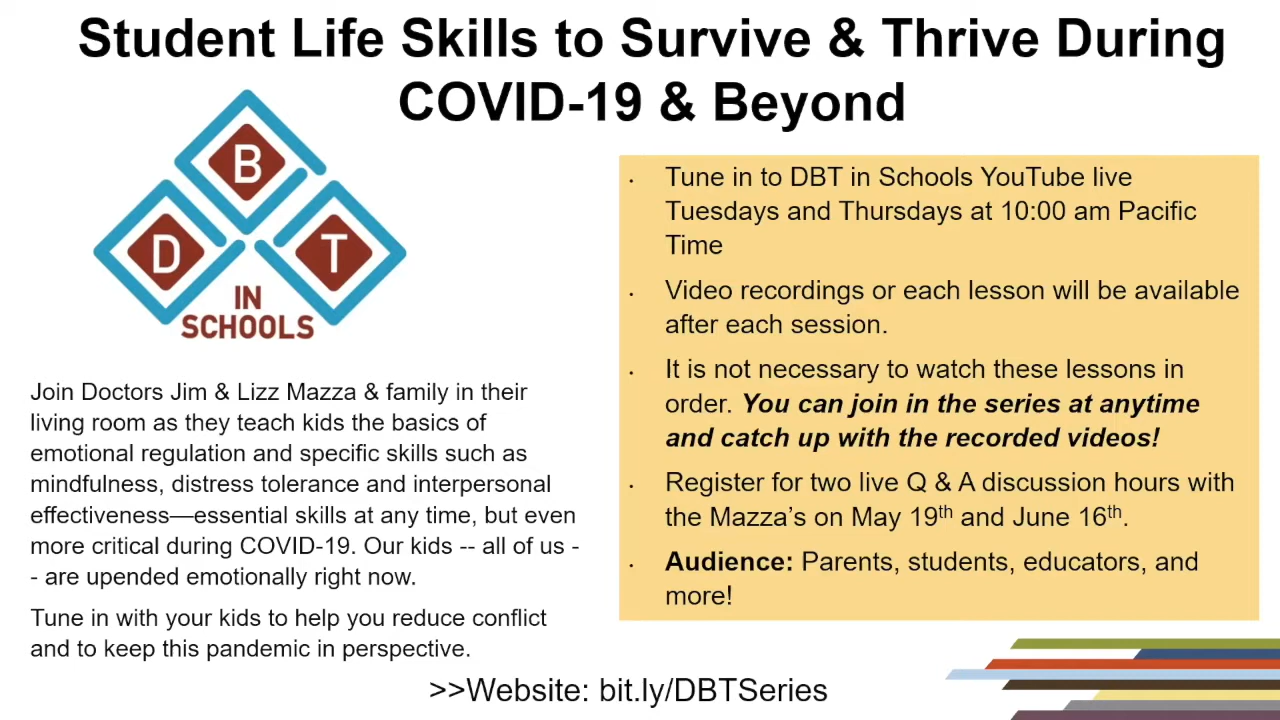 Student Life Skills to Survive & Thrive During
COVID-19 & Beyond
B
D T
IN
SCHOOLS
Join Doctors Jim & Lizz Mazza & family in their
living room as they teach kids the basics of
emotional regulation and specific skills such as
mindfulness, distress tolerance and interpersonal
effectiveness—essential skills at any time, but even
more critical during COVID-19. Our kids -- all of us -
- are upended emotionally right now.
Tune in with your kids to help you reduce conflict
and to keep this pandemic in perspective.
• Tune in to DBT in Schools YouTube live
Tuesdays and Thursdays at 10:00 am Pacific
Time
• Video recordings or each lesson will be available
after each session.
• It is not necessary to watch these lessons in
order. You can join in the series at anytime
and catch up with the recorded videos!
• Register for two live Q & A discussion hours with
the Mazza’s on May 19th and June 16th.
• Audience: Parents, students, educators, and
more!
>>Website: bit.ly/DBTSeries